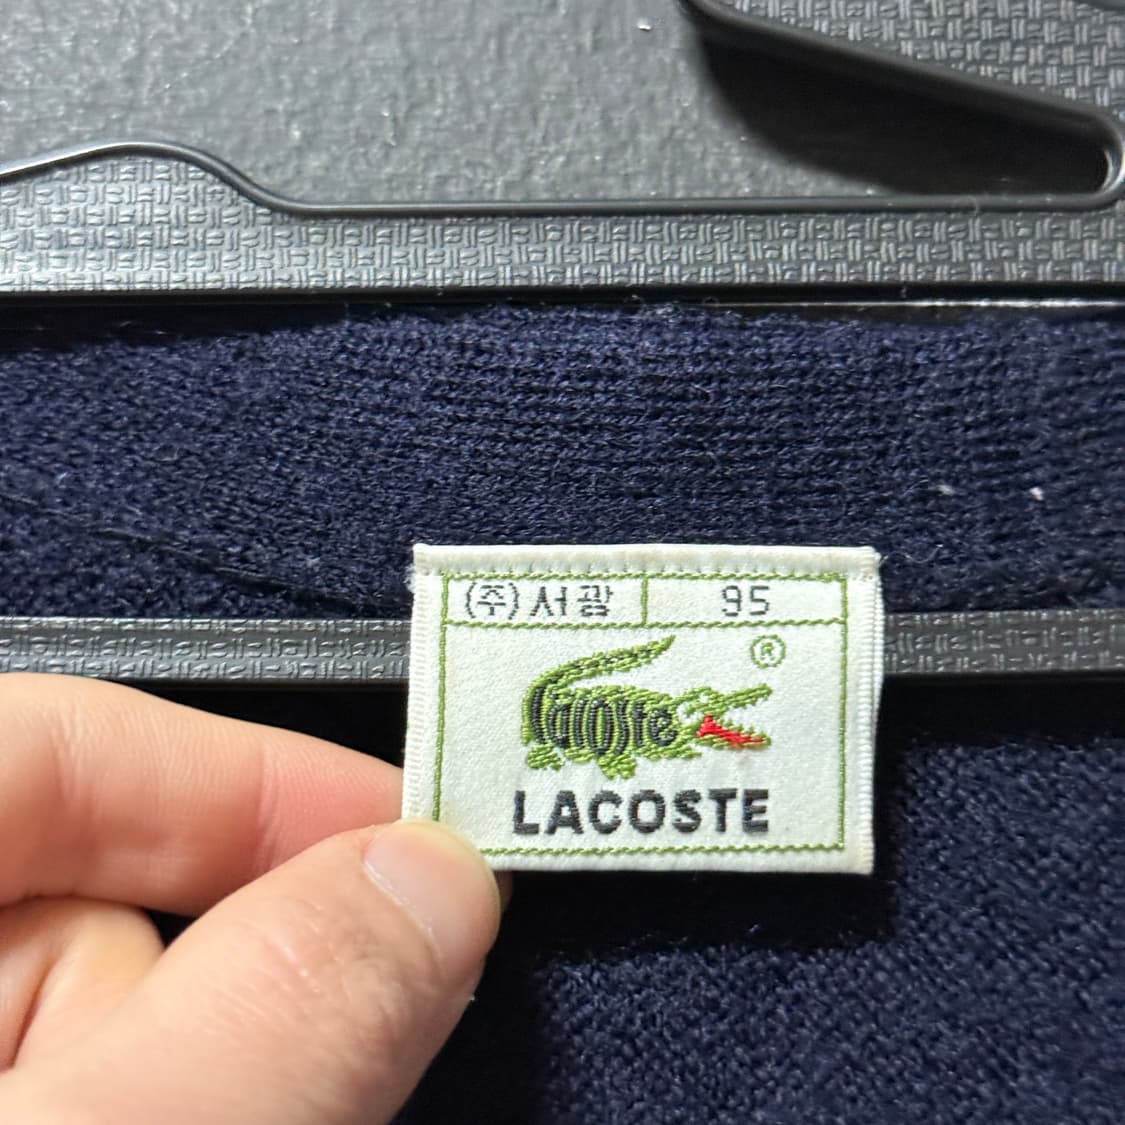 (주)서광 95
®
Lacoste
LACOSTE